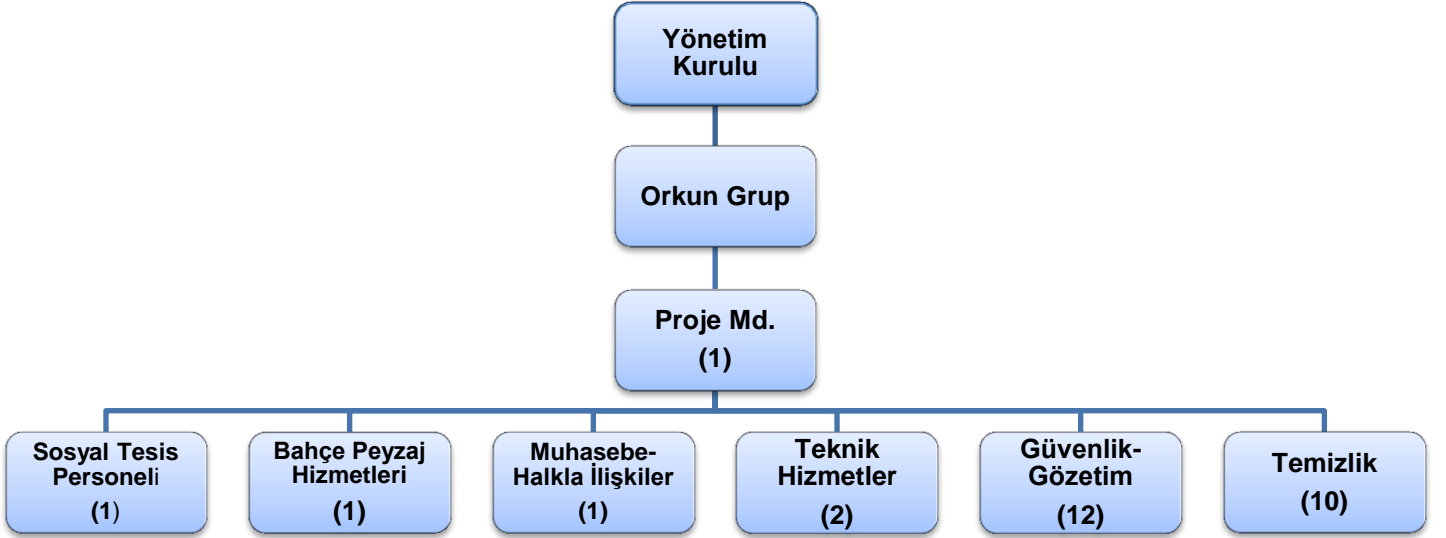 Yönetim
Kurulu
Orkun Grup
Proje Md.
(1)
Sosyal Tesis
Personeli
(1)
Bahçe Peyzaj
Hizmetleri
(1)
Muhasebe-
Halkla İlişkiler
(1)
Teknik
Hizmetler
(2)
Güvenlik-
Gözetim
(12)
Temizlik
(10)